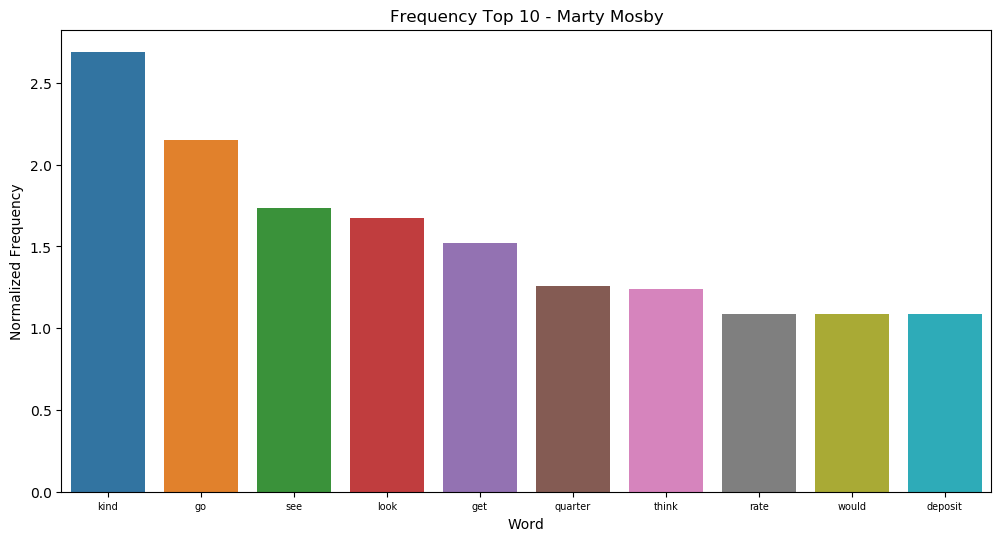 Frequency Top 10 - Marty Mosby
Normalized Frequency
2.5
2.0
1.5
1.0
0.5
0.0
kind go see look get quarter think rate would deposit
Word